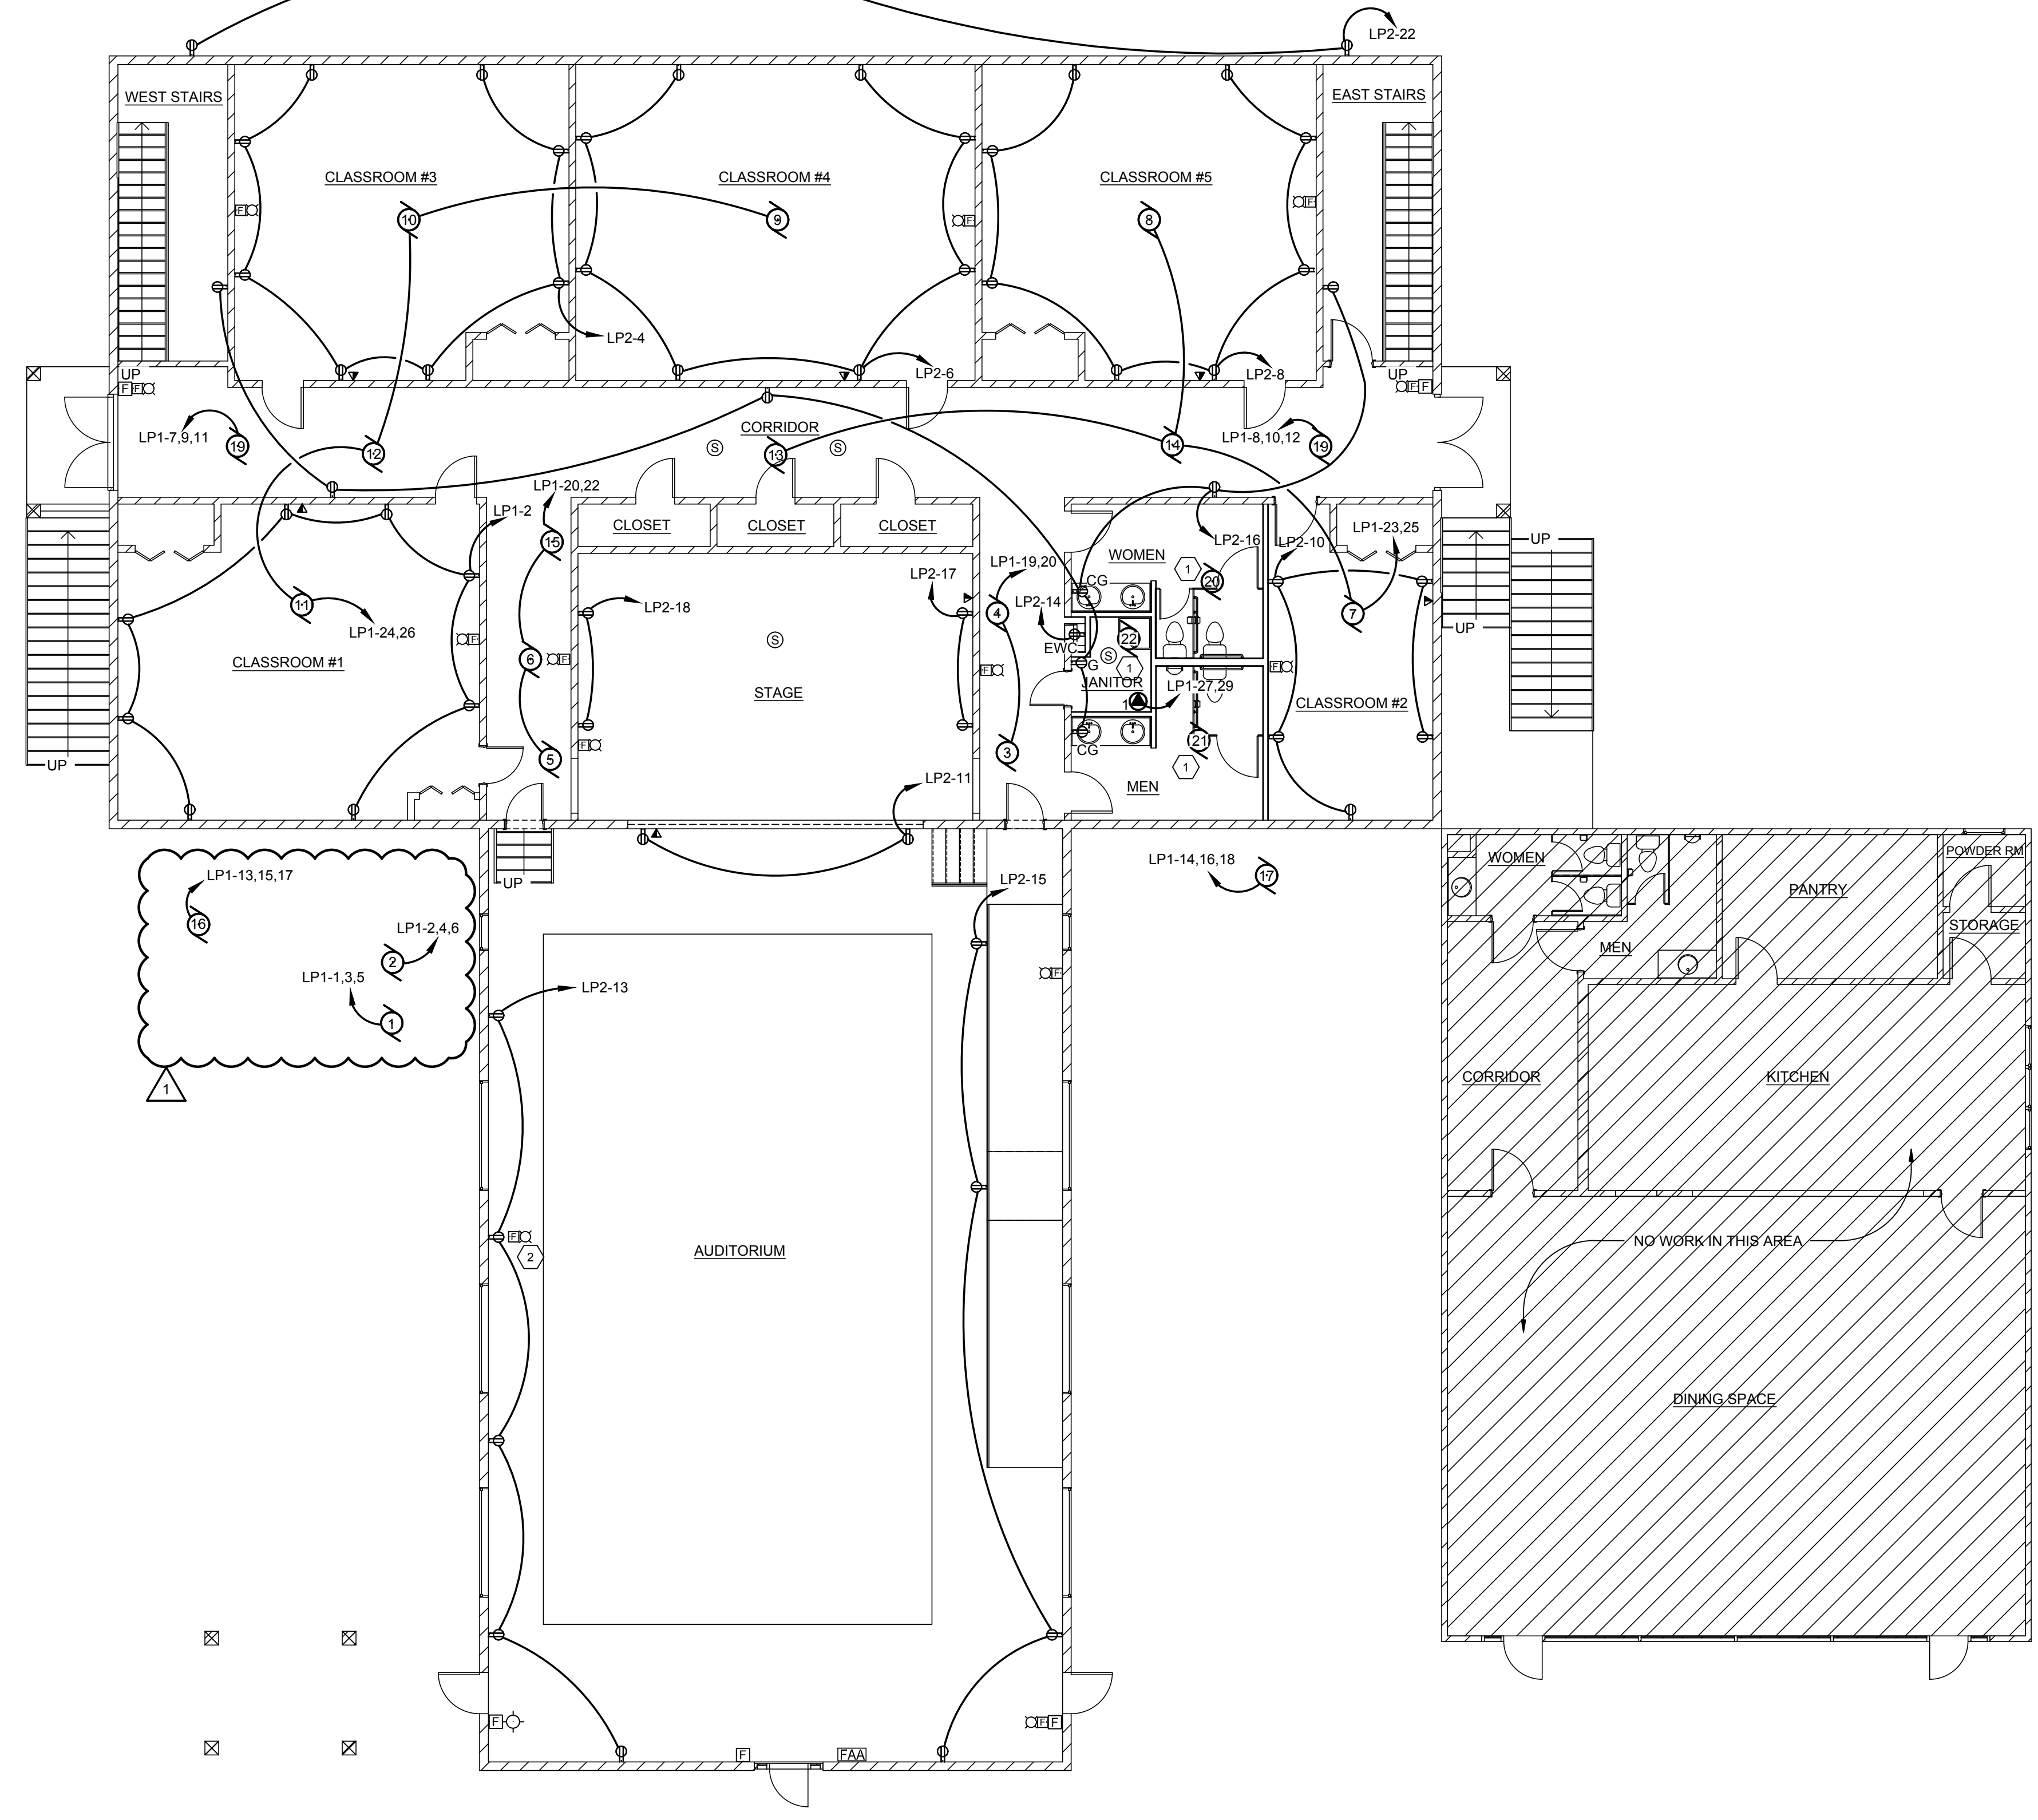 LP2-22
WEST STAIRS
EAST STAIRS
CLASSROOM #3
CLASSROOM #4
CLASSROOM #5
F
F
F
10
9
8
LP2-4
LP2-6
LP2-8
UP
F F
UP
F F
LP1-7,9,11
19
12
CORRIDOR
S
S
13
14
LP1-8,10,12
19
LP1-20,22
LP1-2
15
CLOSET
CLOSET
CLOSET
LP1-23,25
LP2-16
LP2-10
UP
WOMEN
1
20
CG
LP1-19,20
LP2-17
LP2-14
LP2-18
11
LP1-24,26
4
7
UP
S
22
EWC
S
F
F
F
F
G
1
6
CLASSROOM #1
JANITOR
LP1-27,29
1
STAGE
CLASSROOM #2
F
CG
21
3
5
1
MEN
UP
LP2-11
LP1-13,15,17
16
LP1-2,4,6
2
LP1-1,3,5
1
1
UP
LP2-15
LP1-14,16,18
17
WOMEN
POWDER RM
PANTRY
STORAGE
MEN
F
LP2-13
CORRIDOR
KITCHEN
F
2
AUDITORIUM
NO WORK IN THIS AREA
DINING SPACE
F
F F
F
FAA